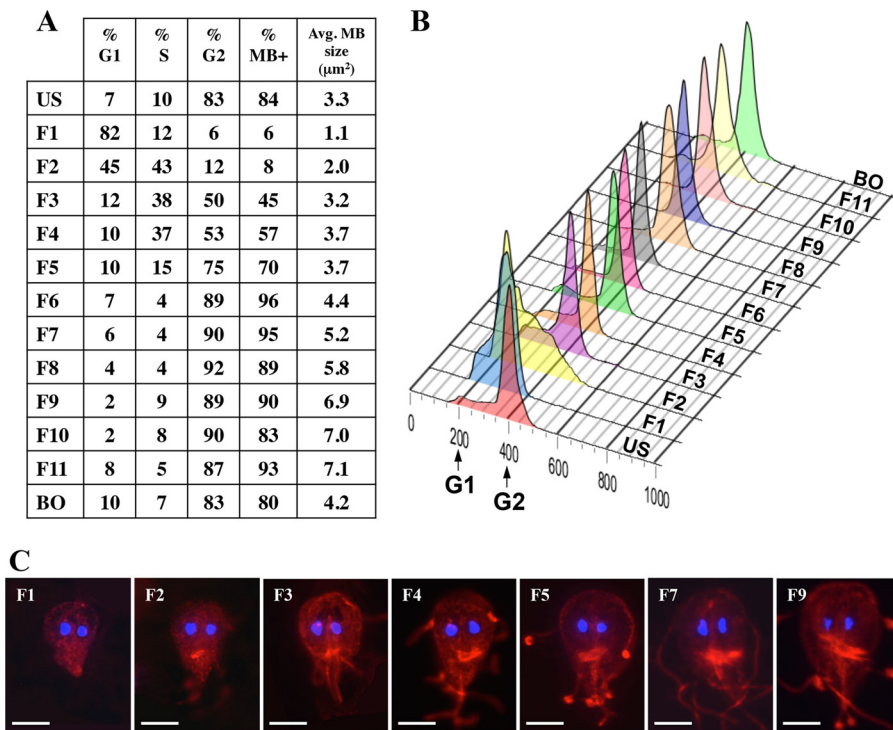 A
% G1 % S % G2 % MB+ Avg. MB size (μm²)
US 7 10 83 84 3.3
F1 82 12 6 6 1.1
F2 45 43 12 8 2.0
F3 12 38 50 45 3.2
F4 10 37 53 57 3.7
F5 10 15 75 70 3.7
F6 7 4 89 96 4.4
F7 6 4 90 95 5.2
F8 4 4 92 89 5.8
F9 2 9 89 90 6.9
F10 2 8 90 83 7.0
F11 8 5 87 93 7.1
BO 10 7 83 80 4.2
B
BO
F11
F10
F9
F8
F7
F6
F5
F4
F3
F2
F1
US
0 200 400 600 800 1000
G1 G2
C
F1 F2 F3 F4 F5 F7 F9